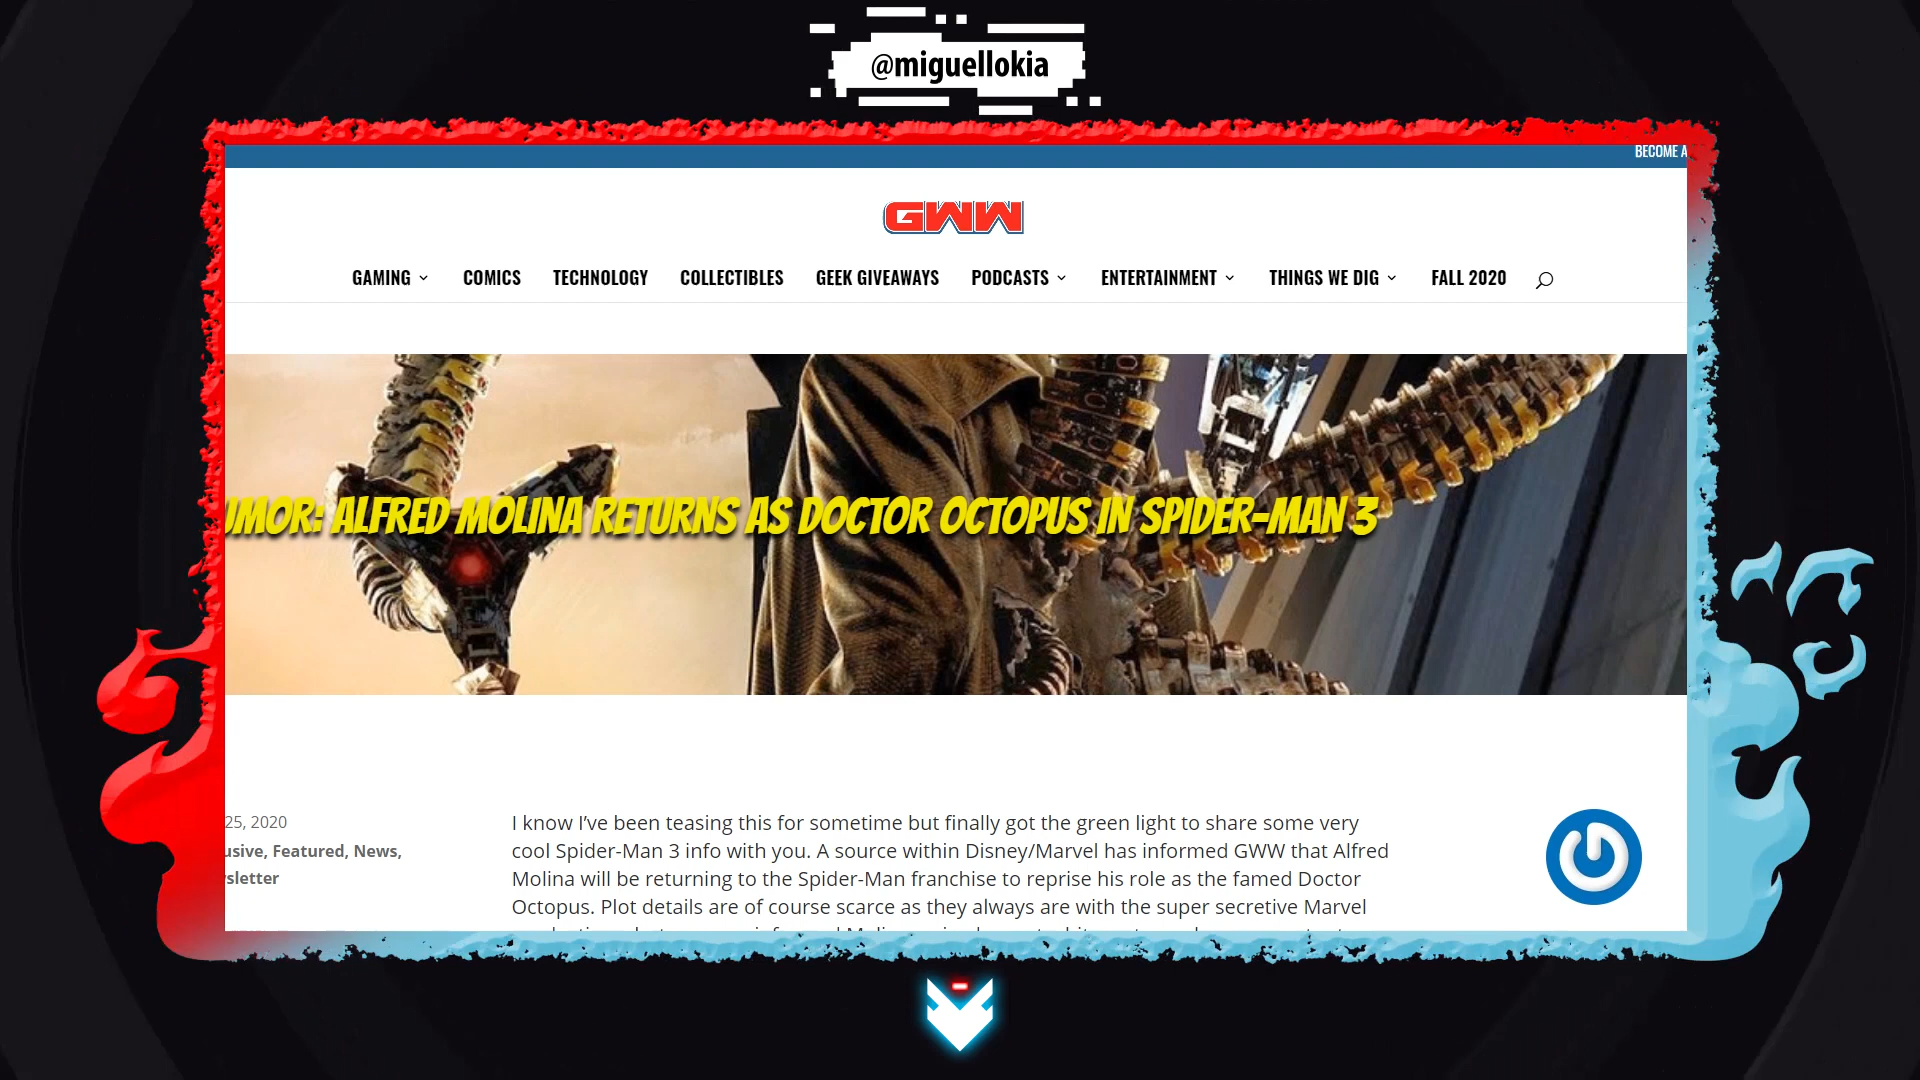 @miguellokia
BECOME A
GWW
GAMING COMICS TECHNOLOGY COLLECTIBLES GEEK GIVEAWAYS PODCASTS ENTERTAINMENT THINGS WE DIG FALL 2020
UMOR: ALFRED MOLINA RETURNS AS DOCTOR OCTOPUS IN SPIDER-MAN 3
25, 2020
usive, Featured, News,
sletter
I know I've been teasing this for sometime but finally got the green light to share some very
cool Spider-Man 3 info with you. A source within Disney/Marvel has informed GWW that Alfred
Molina will be returning to the Spider-Man franchise to reprise his role as the famed Doctor
Octopus. Plot details are of course scarce as they always are with the super secretive Marvel